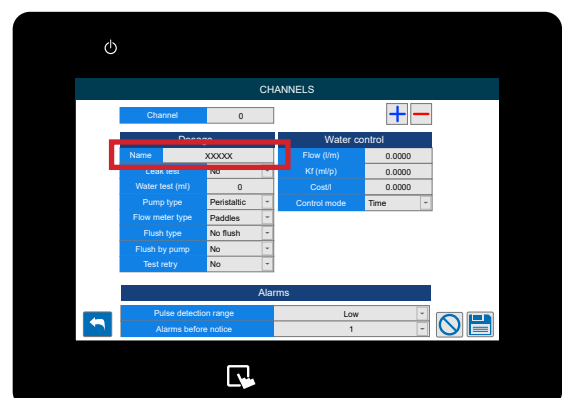 CHANNELS
Channel 0
Dosage Water control
Name XXXXX Flow (l/m) 0.0000
Leak test No Kf (ml/p) 0.0000
Water test (ml) 0 Cost/l 0.0000
Pump type Peristaltic Control mode Time
Flow meter type Paddles
Flush type No flush
Flush by pump No
Test retry No
Alarms
Pulse detection range Low
Alarms before notice 1